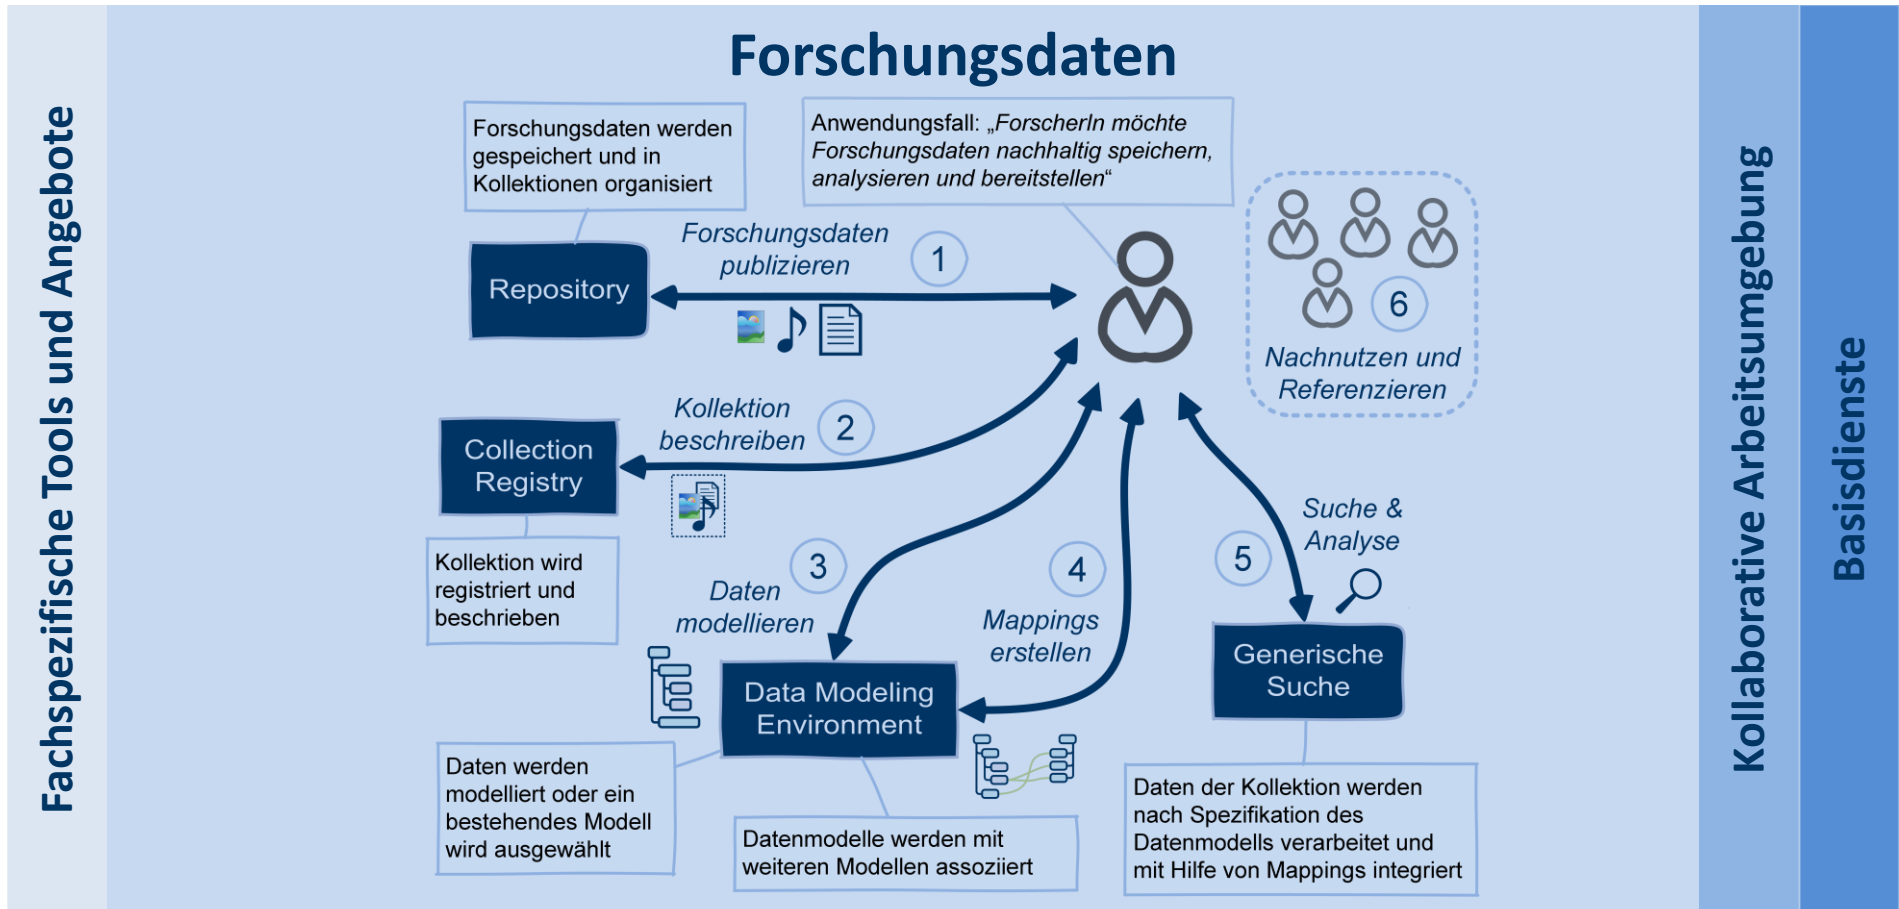 Forschungsdaten
Fachspezifische Tools und Angebote
Forschungsdaten werden
gespeichert und in
Kollektionen organisiert
Anwendungsfall: „ForscherIn möchte
Forschungsdaten nachhaltig speichern,
analysieren und bereitstellen“
Repository
Forschungsdaten
publizieren
1
6
Nachnutzen und
Referenzieren
Collection
Registry
Kollektion
beschreiben
2
Kollektion wird
registriert und
beschrieben
3
Daten
modellieren
4
Mappings
erstellen
5
Suche &
Analyse
Data Modeling
Environment
Generische
Suche
Daten werden
modelliert oder ein
bestehendes Modell
wird ausgewählt
Datenmodelle werden mit
weiteren Modellen assoziiert
Daten der Kollektion werden
nach Spezifikation des
Datenmodells verarbeitet und
mit Hilfe von Mappings integriert
Kollaborative Arbeitsumgebung
Basisdienste